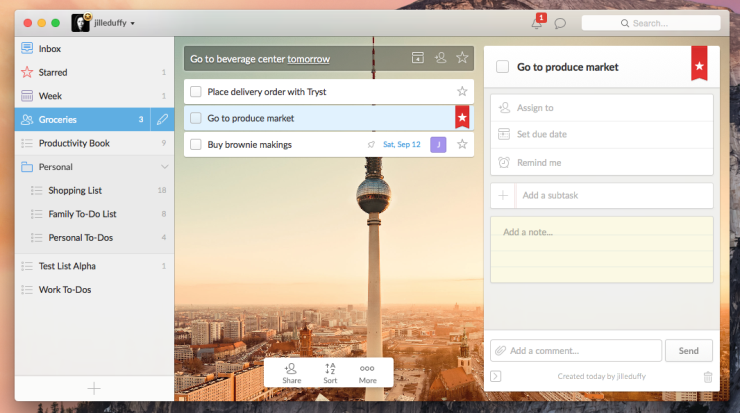 jilleduffy
1
Search...
Inbox
Starred 1
Week 1
Groceries 3
Productivity Book 9
Personal
Shopping List 18
Family To-Do List 8
Personal To-Dos 4
Test List Alpha 1
Work To-Dos
Go to beverage center tomorrow
Place delivery order with Tryst
Go to produce market
Buy brownie makings Sat, Sep 12 J
Share Sort More
A
Z
Go to produce market
Assign to
Set due date
Remind me
Add a subtask
Add a note...
Add a comment... Send
Created today by jilleduffy